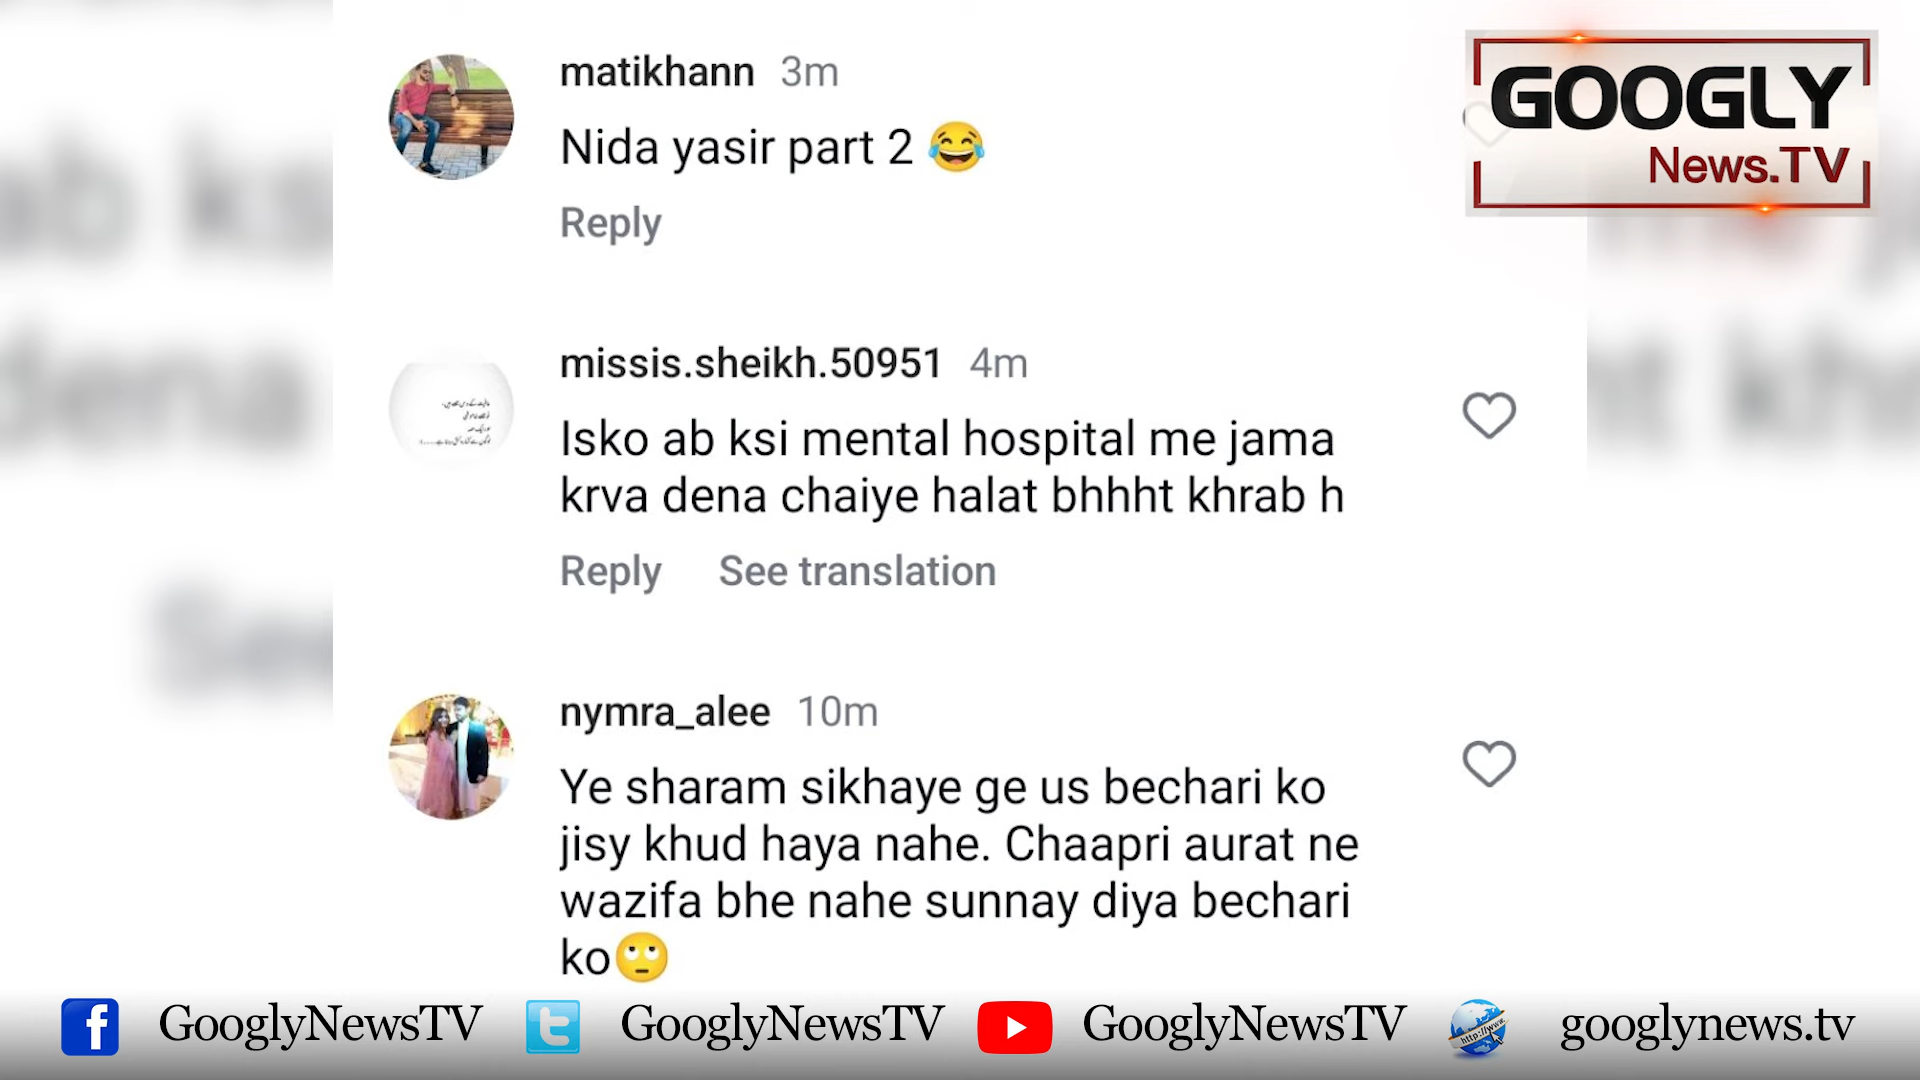 matikhann 3m
Nida yasir part 2 😂
Reply
missis.sheikh.50951 4m
Isko ab ksi mental hospital me jama
krva dena chaiye halat bhhht khrab h
Reply See translation
nymra_alee 10m
Ye sharam sikhaye ge us bechari ko
jisy khud haya nahe. Chaapri aurat ne
wazifa bhe nahe sunnay diya bechari
ko🙄
GOOGLY
News.TV
GooglyNewsTV GooglyNewsTV GooglyNewsTV googlynews.tv